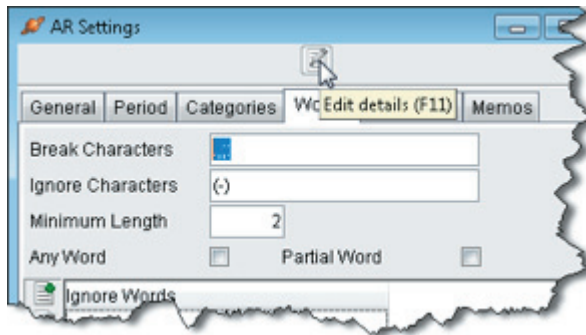 AR Settings
General Period Categories Edit details (F11) Memos
Break Characters
Ignore Characters (-)
Minimum Length 2
Any Word Partial Word
Ignore Words